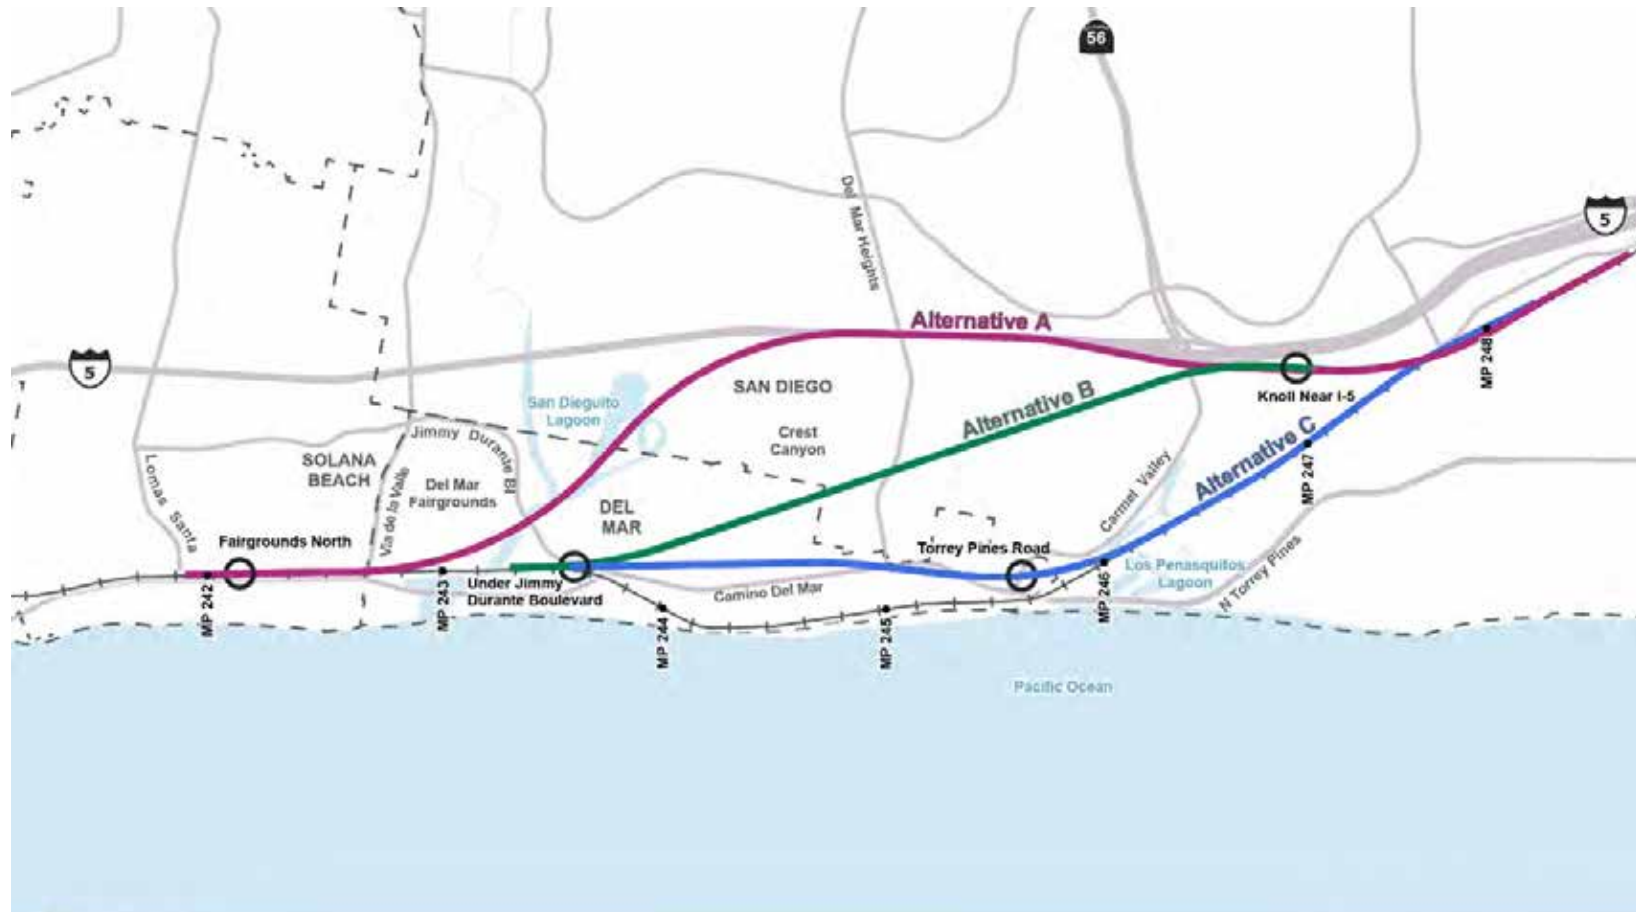 56
5
Del Mar Heights
Alternative A
5
MP 248
SAN DIEGO
Knoll Near I-5
Alternative B
San Dieguito
Lagoon
Crest
Canyon
Jimmy Durante Bl
Alternative C
SOLANA
BEACH
Lomas Santa
Via de la Valle
Del Mar
Fairgrounds
MP 247
DEL
MAR
Carmel Valley
Fairgrounds North
Torrey Pines Road
Los Penasquitos
Lagoon
N Torrey Pines
Under Jimmy
Durante Boulevard
Camino Del Mar
MP 242
MP 243
MP 244
MP 245
MP 246
Pacific Ocean